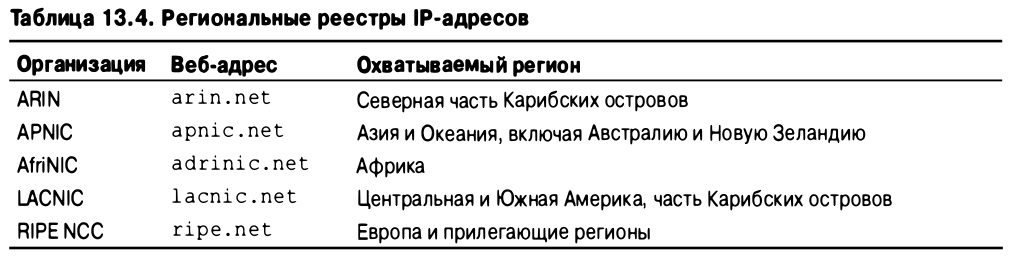 Таблица 13.4. Региональные реестры IP-адресов
Организация Веб-адрес Охватываемый регион
ARIN arin.net Северная часть Карибских островов
APNIC apnic.net Азия и Океания, включая Австралию и Новую Зеландию
AfriNIC adrinic.net Африка
LACNIC lacnic.net Центральная и Южная Америка, часть Карибских островов
RIPE NCC ripe.net Европа и прилегающие регионы